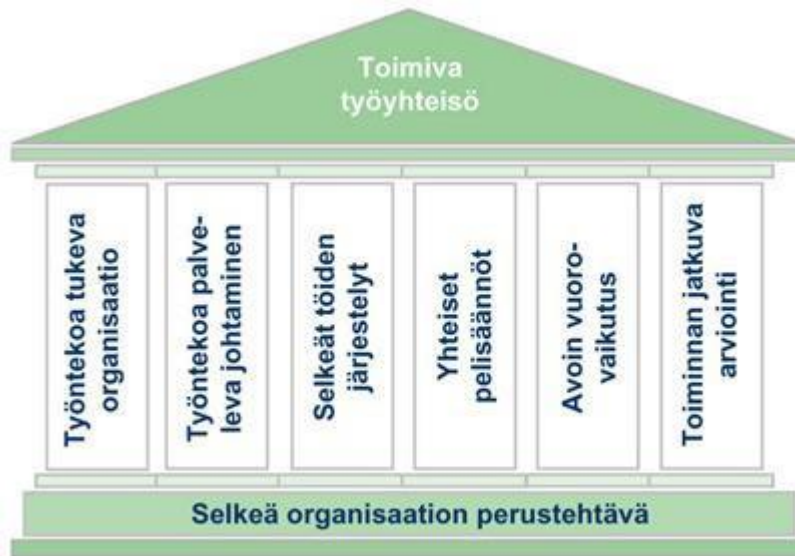 Toimiva
työyhteisö
Työntekoa tukeva
organisaatio
Työntekoa palve-
leva johtaminen
Selkeät töiden
järjestelyt
Yhteiset
pelisäännöt
Avoin vuoro-
vaikutus
Toiminnan jatkuva
arviointi
Selkeä organisaation perustehtävä